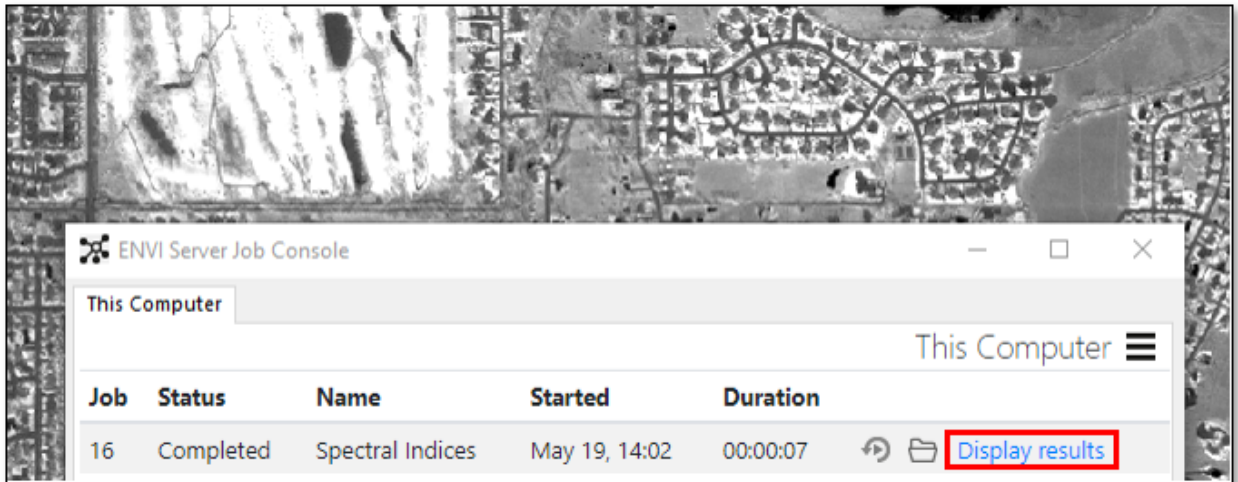 ENVI Server Job Console
This Computer
This Computer
Job Status Name Started Duration
16 Completed Spectral Indices May 19, 14:02 00:00:07 Display results